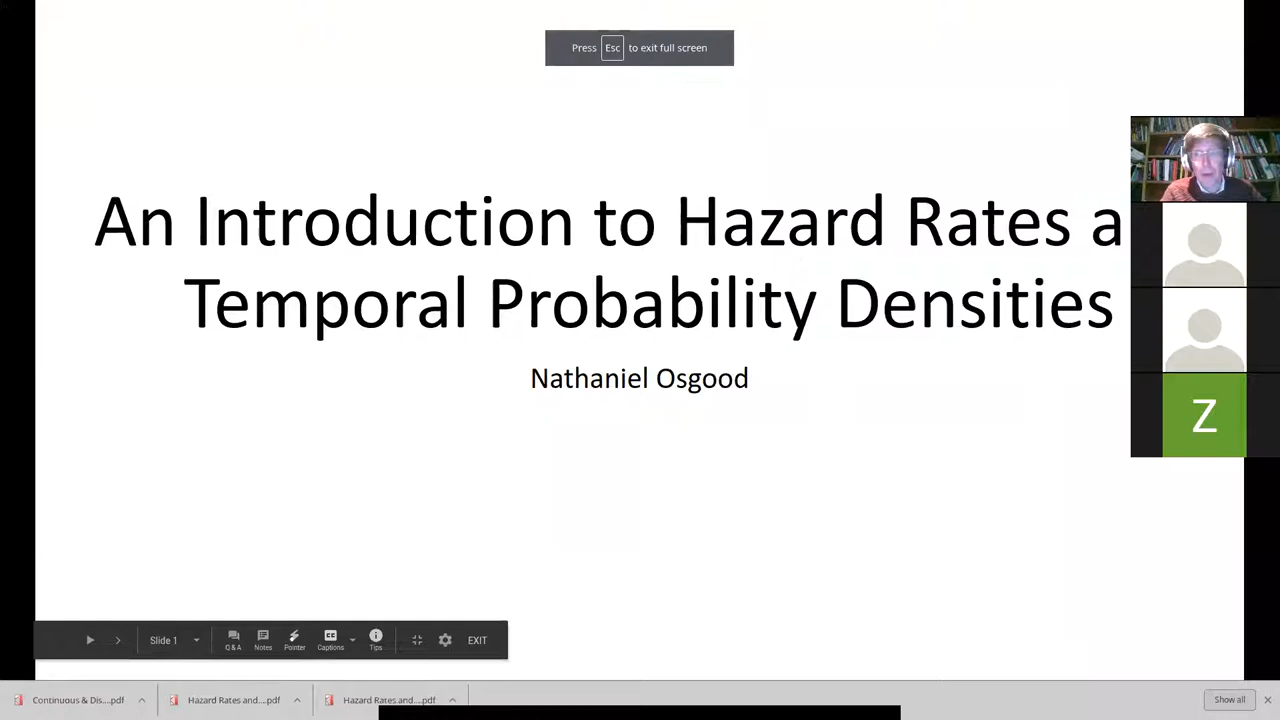 Press Esc to exit full screen
An Introduction to Hazard Rates a
Temporal Probability Densities
Nathaniel Osgood
Z
Slide 1
Q & A
Notes
Pointer
CC
Captions
Tips
EXIT
Continuous & Dis....pdf
Hazard Rates and....pdf
Hazard Rates and....pdf
Show all